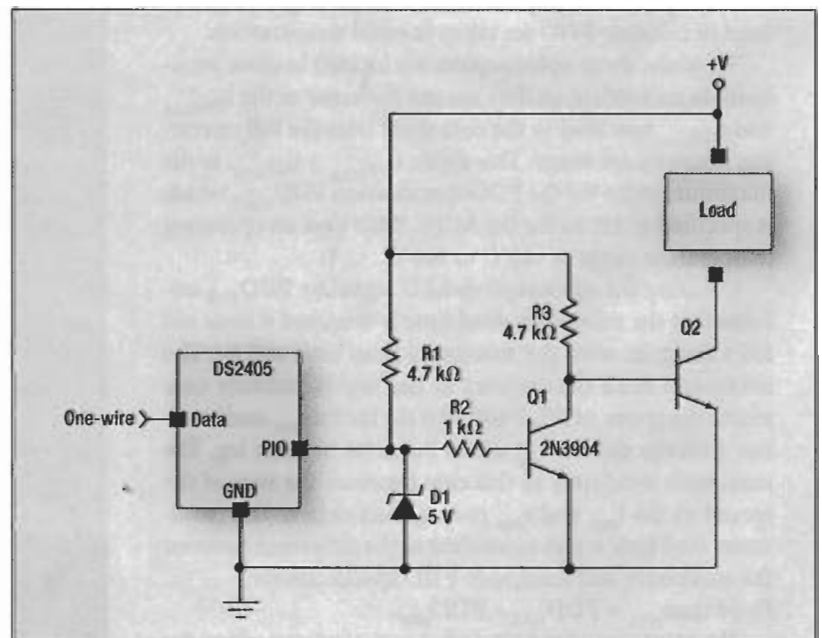 +V
Load
R3
4.7 kΩ
Q2
R1
4.7 kΩ
DS2405
R2
1 kΩ
Q1
One-wire
Data
PIO
2N3904
GND
D1
5 V